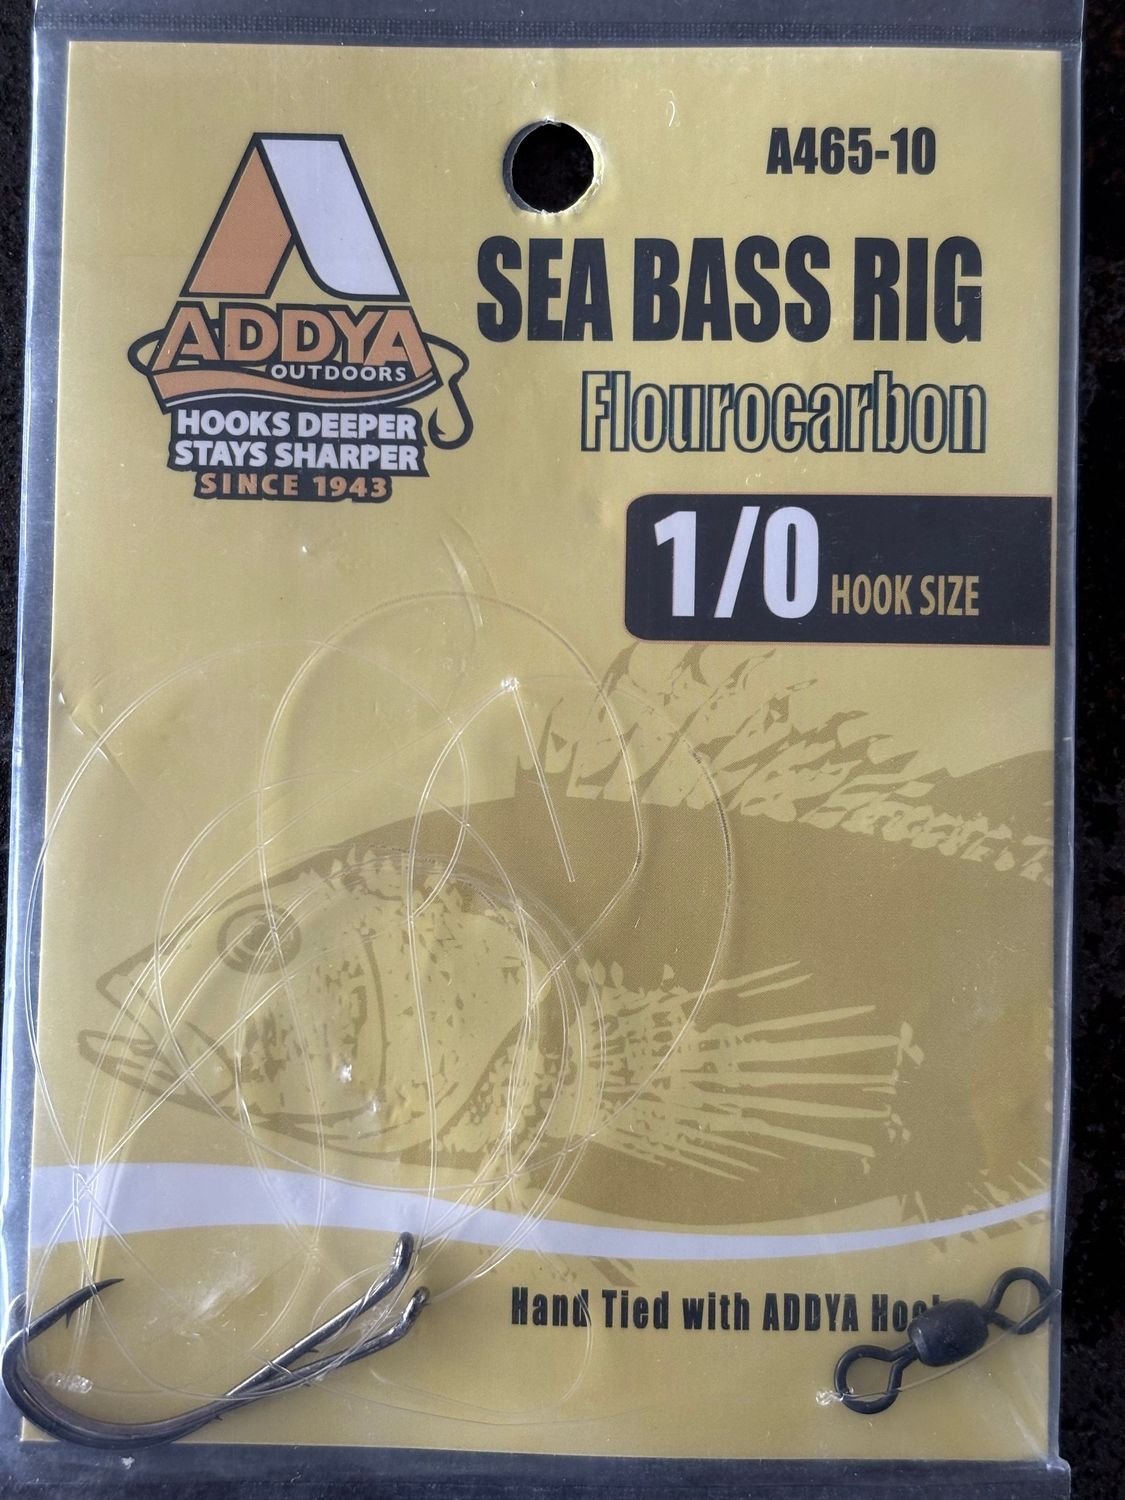 A465-10
SEA BASS RIG
Flourocarbon
ADDYA
OUTDOORS
HOOKS DEEPER
STAYS SHARPER
SINCE 1943
1/0 HOOK SIZE
Hand Tied with ADDYA